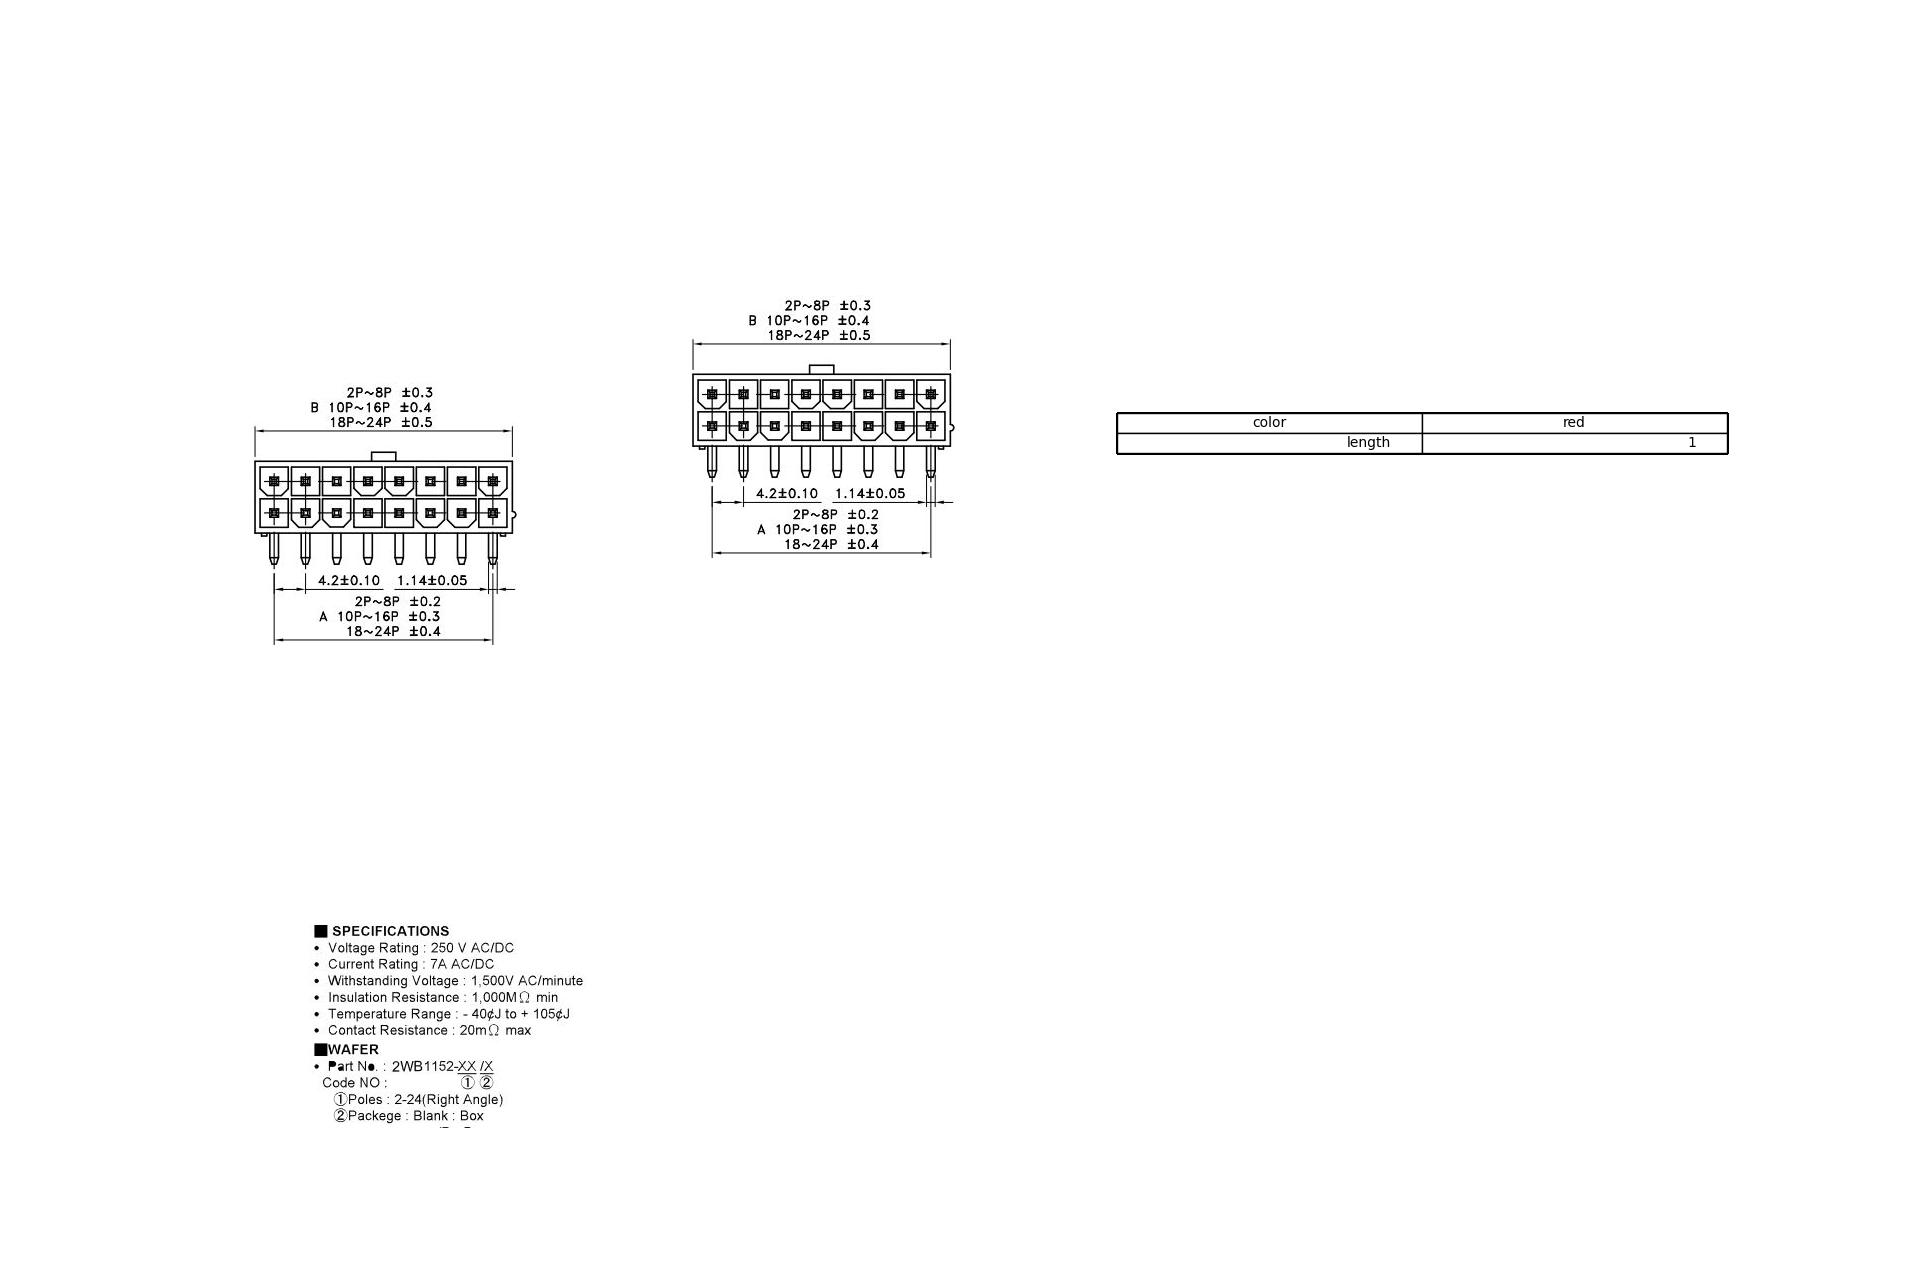 2P~8P ±0.3
B 10P~16P ±0.4
18P~24P ±0.5
4.2±0.10 1.14±0.05
2P~8P ±0.2
A 10P~16P ±0.3
18~24P ±0.4
2P~8P ±0.3
B 10P~16P ±0.4
18P~24P ±0.5
4.2±0.10 1.14±0.05
2P~8P ±0.2
A 10P~16P ±0.3
18~24P ±0.4
color red
length 1
■ SPECIFICATIONS
• Voltage Rating : 250 V AC/DC
• Current Rating : 7A AC/DC
• Withstanding Voltage : 1,500V AC/minute
• Insulation Resistance : 1,000MΩ min
• Temperature Range : - 40¢J to + 105¢J
• Contact Resistance : 20mΩ max
■WAFER
• Part No. : 2WB1152-XX /X
Code NO : ① ②
①Poles : 2-24(Right Angle)
②Packege : Blank : Box